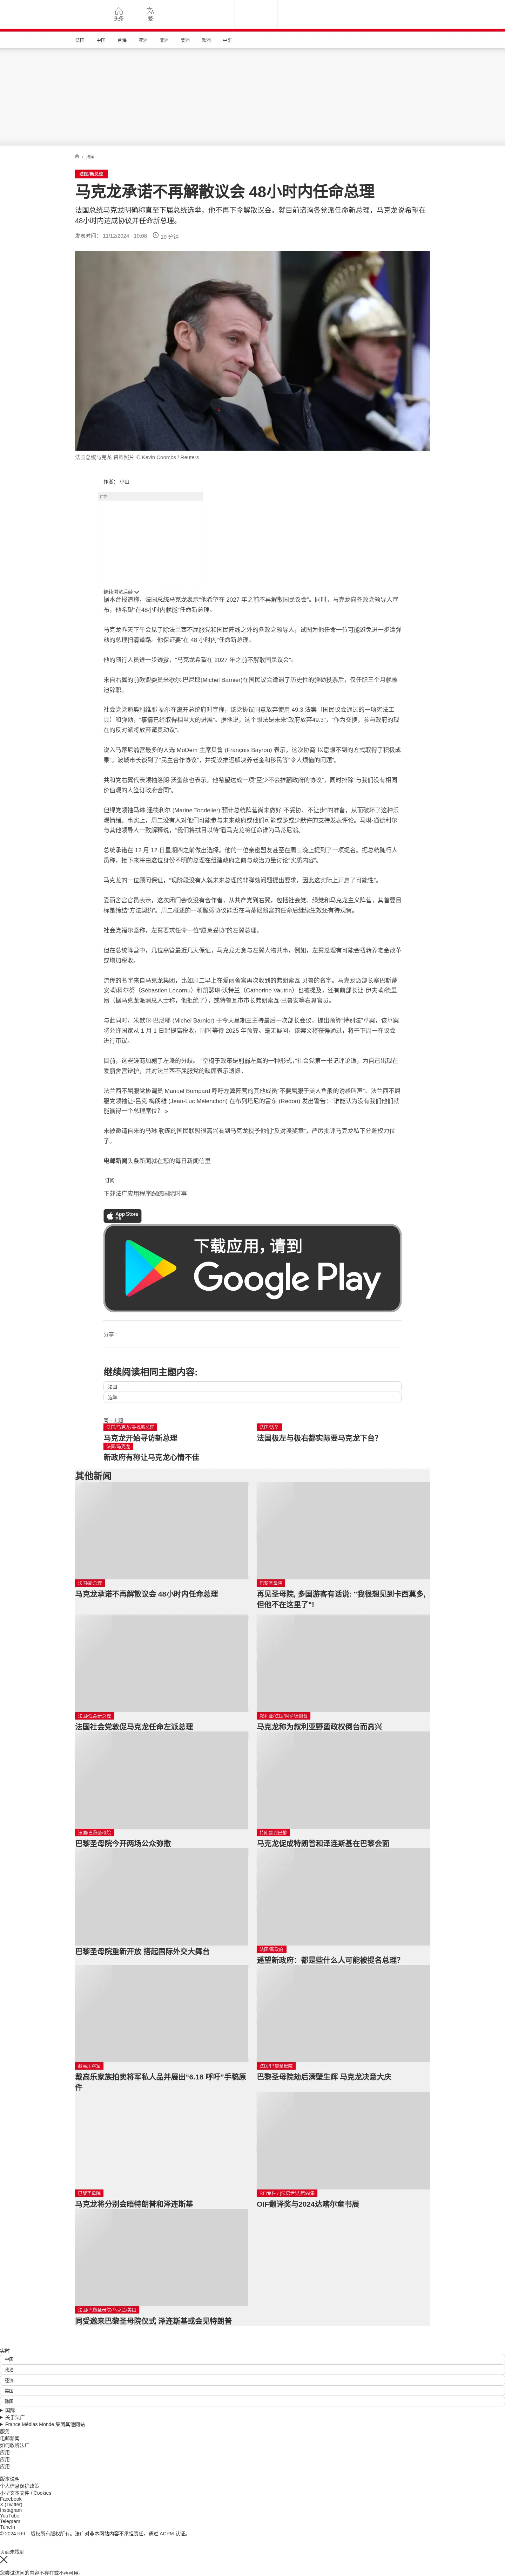 头条
繁
法国
中国
台海
亚洲
非洲
美洲
欧洲
中东
/ 法国
法国/新总理
马克龙承诺不再解散议会 48小时内任命总理
法国总统马克龙明确称直至下届总统选举，他不再下令解散议会。就目前谘询各党派任命新总理，马克龙说希望在48小时内达成协议并任命新总理。
发表时间： 11/12/2024 - 10:08
10 分钟
法国总统马克龙 资料照片 © Kevin Coombs / Reuters
作者： 小山
广告
继续浏览后续
据本台报道称，法国总统马克龙表示“他希望在 2027 年之前不再解散国民议会”。同时，马克龙向各政党领导人宣布，他希望“在48小时内就能”任命新总理。
马克龙昨天下午会见了除法兰西不屈服党和国民阵线之外的各政党领导人，试图为他任命一位可能避免进一步遭弹劾的总理扫清道路。他保证要“在 48 小时内”任命新总理。
他的随行人员进一步透露，“马克龙希望在 2027 年之前不解散国民议会”。
来自右翼的前欧盟委员米歇尔·巴尼耶(Michel Barnier)在国民议会遭遇了历史性的弹劾投票后，仅任职三个月就被迫辞职。
社会党党魁奥利维耶·福尔在离开总统府时宣称，该党协议同意放弃使用 49.3 法案（国民议会通过的一项宪法工具）和弹劾，“事情已经取得相当大的进展”。据他说，这个想法是未来“政府放弃49.3”，“作为交换，参与政府的现在的反对派将放弃谴责动议”。
说入马蒂尼翁宫最多的人选 MoDem 主席贝鲁 (François Bayrou) 表示，这次协商“以意想不到的方式取得了积极成果”。波城市长谈到了“民主合作协议”，并提议推迟解决养老金和移民等“令人烦恼的问题”。
共和党右翼代表领袖洛朗·沃奎兹也表示，他希望达成一项“至少不会推翻政府的协议”，同时排除“与我们没有相同价值观的人签订政府合同”。
但绿党领袖马琳·通德利尔 (Marine Tondelier) 预计总统阵营尚未做好“不妥协、不让步”的准备，从而破坏了这种乐观情绪。事实上，周二没有人对他们可能参与未来政府或他们可能或多或少默许的支持发表评论。马琳·通德利尔与其他领导人一致解释说，“我们将拭目以待”看马克龙将任命谁为马蒂尼翁。
总统承诺在 12 月 12 日星期四之前做出选择。他的一位亲密盟友甚至在周三晚上提到了一项提名。据总统随行人员称，接下来将由这位身份不明的总理在组建政府之前与政治力量讨论“实质内容”。
马克龙的一位顾问保证，“现阶段没有人就未来总理的非弹劾问题提出要求，因此这实际上开启了可能性”。
爱丽舍宫官员表示，这次闭门会议没有合作者，从共产党到右翼，包括社会党、绿党和马克龙主义阵营，其首要目标是缔结“方法契约”。周二概述的一项脆弱协议能否在马蒂尼翁宫的任命后继续生效还有待观察。
社会党福尔坚称，左翼要求任命一位“愿意妥协”的左翼总理。
但在总统阵营中，几位高管最近几天保证，马克龙无意与左翼人物共事，例如，左翼总理有可能会扭转养老金改革或增加税收。
流传的名字来自马克龙集团，比如周二早上在爱丽舍宫再次收到的弗朗索瓦·贝鲁的名字。马克龙派部长塞巴斯蒂安·勒科尔努（Sébastien Lecornu）和凯瑟琳·沃特兰（Catherine Vautrin）也被提及，还有前部长让-伊夫·勒德里昂（据马克龙派消息人士称，他拒绝了），或特鲁瓦市市长弗朗索瓦·巴鲁安等右翼官员。
与此同时，米歇尔·巴尼耶 (Michel Barnier) 于今天星期三主持最后一次部长会议，提出预算“特别法”草案，该草案将允许国家从 1 月 1 日起提高税收，同时等待 2025 年预算。毫无疑问，该案文将获得通过，将于下周一在议会进行审议。
目前，这些磋商加剧了左派的分歧。 “空椅子政策是削弱左翼的一种形式,”社会党第一书记评论道，为自己出现在爱丽舍宫辩护，并对法兰西不屈服党的缺席表示遗憾。
法兰西不屈服党协调员 Manuel Bompard 呼吁左翼阵营的其他成员“不要屈服于美人鱼般的诱惑叫声”。法兰西不屈服党领袖让-吕克·梅朗雄 (Jean-Luc Mélenchon) 在布列塔尼的雷东 (Redon) 发出警告：“谁能认为没有我们他们就能赢得一个总理席位？ »
未被邀请自来的马琳·勒庞的国民联盟很高兴看到马克龙授予他们“反对派奖章”。严厉批评马克龙私下分赃权力位子。
电邮新闻头条新闻就在您的每日新闻信里
订阅
下载法广应用程序跟踪国际时事
App Store
下载应用，请到
Google Play
分享 :
继续阅读相同主题内容:
法国
选举
同一主题
法国/马克龙/寻找新总理
马克龙开始寻访新总理
法国/选举
法国极左与极右都实际要马克龙下台?
法国/马克龙
新政府有称让马克龙心情不佳
其他新闻
法国/新总理
马克龙承诺不再解散议会 48小时内任命总理
巴黎圣母院
再见圣母院, 多国游客有话说: “我很想见到卡西莫多, 但他不在这里了”!
法国/任命新总理
法国社会党敦促马克龙任命左派总理
叙利亚/法国/阿萨德倒台
马克龙称为叙利亚野蛮政权倒台而高兴
法国/巴黎圣母院
巴黎圣母院今开两场公众弥撒
特朗普到巴黎
马克龙促成特朗普和泽连斯基在巴黎会面
巴黎圣母院重新开放 搭起国际外交大舞台
法国/新政府
遥望新政府：都是些什么人可能被提名总理?
戴高乐将军
戴高乐家族拍卖将军私人品并展出“6.18 呼吁”手稿原件
法国/巴黎圣母院
巴黎圣母院劫后满壁生辉 马克龙决意大庆
巴黎圣母院
马克龙将分别会晤特朗普和泽连斯基
OIF翻译奖与2024达喀尔童书展
法国/巴黎圣母院/乌克兰/美国
同受邀来巴黎圣母院仪式 泽连斯基或会见特朗普
实时
中国
政治
经济
美国
韩国
国际
关于法广
France Médias Monde 集团其他网站
服务
电邮新闻
如何收听法广
应用
应用
应用
版本说明
个人信息保护政策
小型文本文件 / Cookies
Facebook
X (Twitter)
Instagram
YouTube
Telegram
TuneIn
© 2024 RFI – 版权所有版权所有。法广对非本网站内容不承担责任。通过 ACPM 认证。
页面未找到
您尝试访问的内容不存在或不再可用。